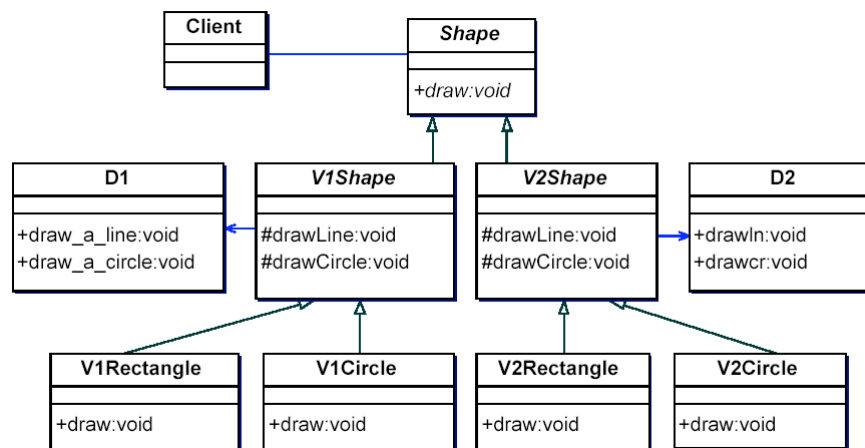 Client
Shape
+draw:void
D1
+draw_a_line:void
+draw_a_circle:void
V1Shape
#drawLine:void
#drawCircle:void
V2Shape
#drawLine:void
#drawCircle:void
D2
+drawln:void
+drawcr:void
V1Rectangle
+draw:void
V1Circle
+draw:void
V2Rectangle
+draw:void
V2Circle
+draw:void